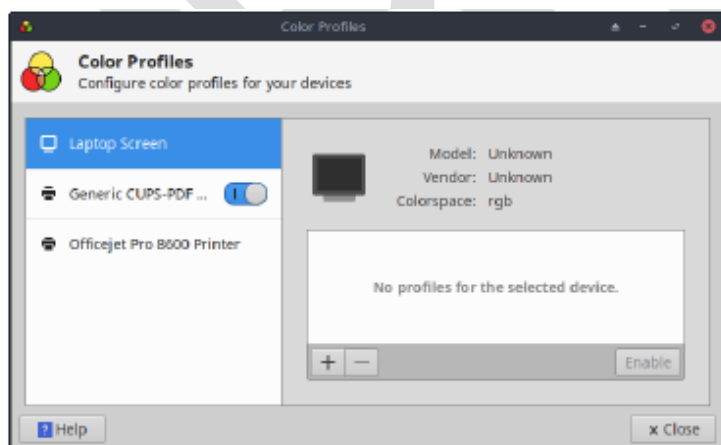 Color Profiles
Color Profiles
Configure color profiles for your devices
Laptop Screen
Generic CUPS-PDF ...
Officejet Pro 8600 Printer
Model: Unknown
Vendor: Unknown
Colorspace: rgb
No profiles for the selected device.
+ −
Enable
? Help
x Close